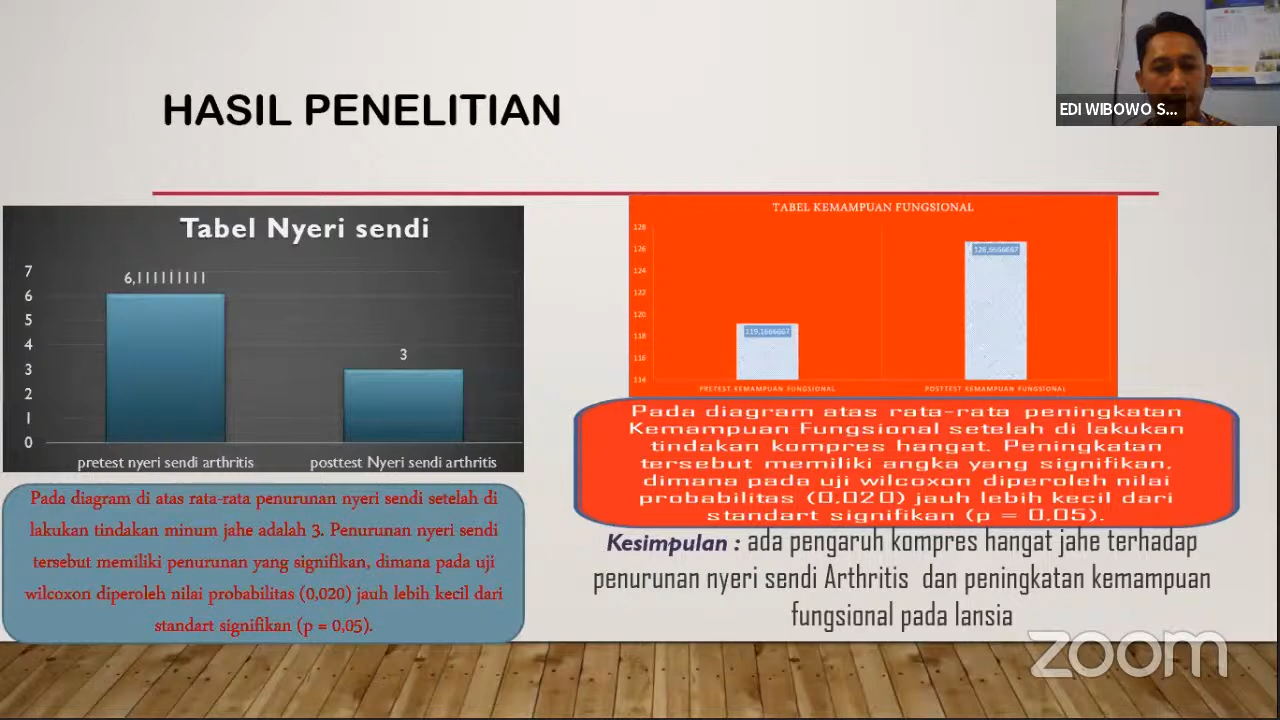 EDI WIBOWO S...
HASIL PENELITIAN
Tabel Nyeri sendi
7
6
5
4
3
2
1
0
6,111111111
3
pretest nyeri sendi arthritis
posttest Nyeri sendi arthritis
Pada diagram di atas rata-rata penurunan nyeri sendi setelah di
lakukan tindakan minum jahe adalah 3. Penurunan nyeri sendi
tersebut memiliki penurunan yang signifikan, dimana pada uji
wilcoxon diperoleh nilai probabilitas (0,020) jauh lebih kecil dari
standart signifikan (p = 0,05).
TABEL KEMAMPUAN FUNGSIONAL
128
126
124
122
120
118
116
114
119,1666667
126,6666667
PRETEST KEMAMPUAN FUNGSIONAL
POSTTEST KEMAMPUAN FUNGSIONAL
Pada diagram atas rata-rata peningkatan
Kemampuan Fungsional setelah di lakukan
tindakan kompres hangat. Peningkatan
tersebut memiliki angka yang signifikan,
dimana pada uji wilcoxon diperoleh nilai
probabilitas (0,020) jauh lebih kecil dari
standart signifikan (p = 0,05).
Kesimpulan : ada pengaruh kompres hangat jahe terhadap
penurunan nyeri sendi Arthritis dan peningkatan kemampuan
fungsional pada lansia
zoom